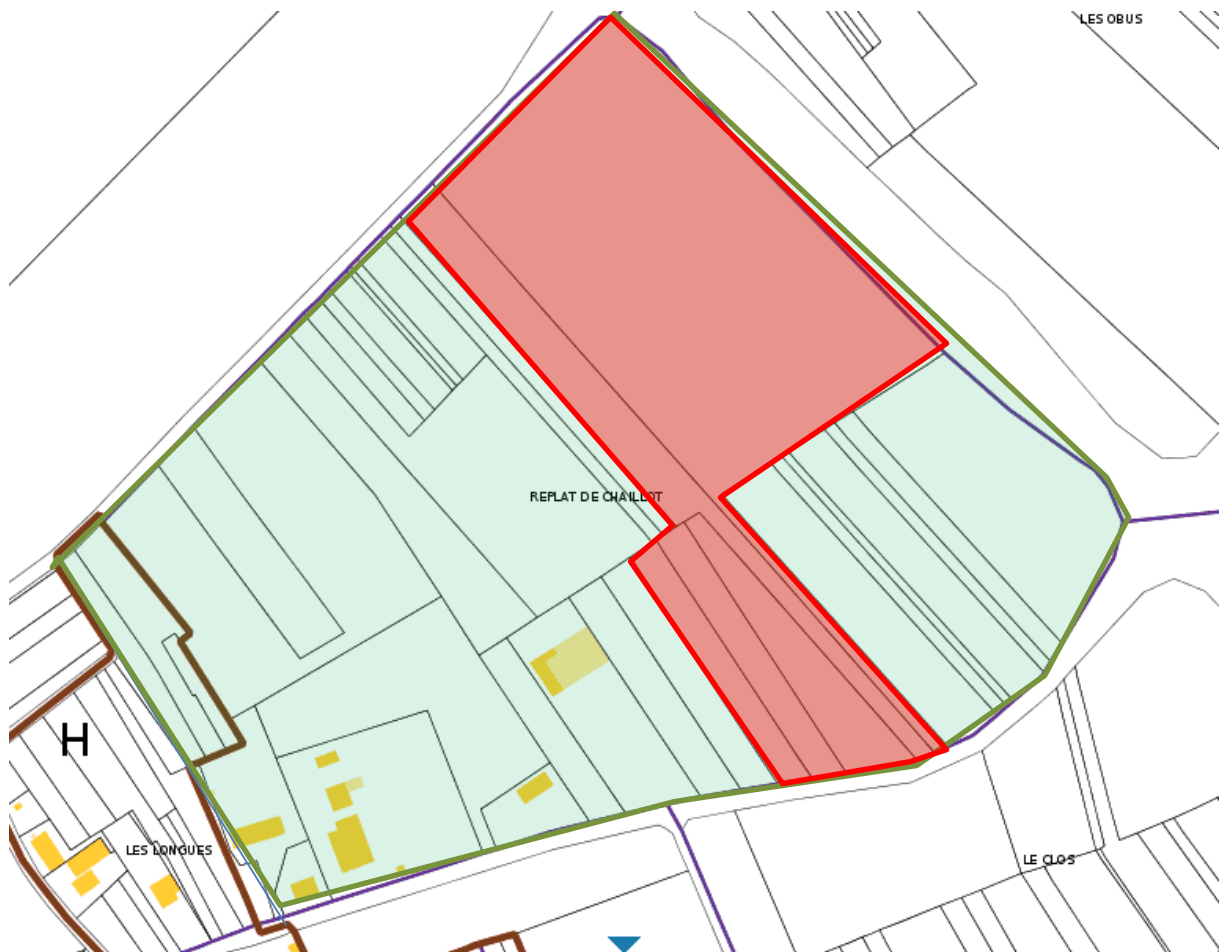 LES OBUS
REPLAT DE CHAILLOT
H
LES LONGUES
LE CLOS